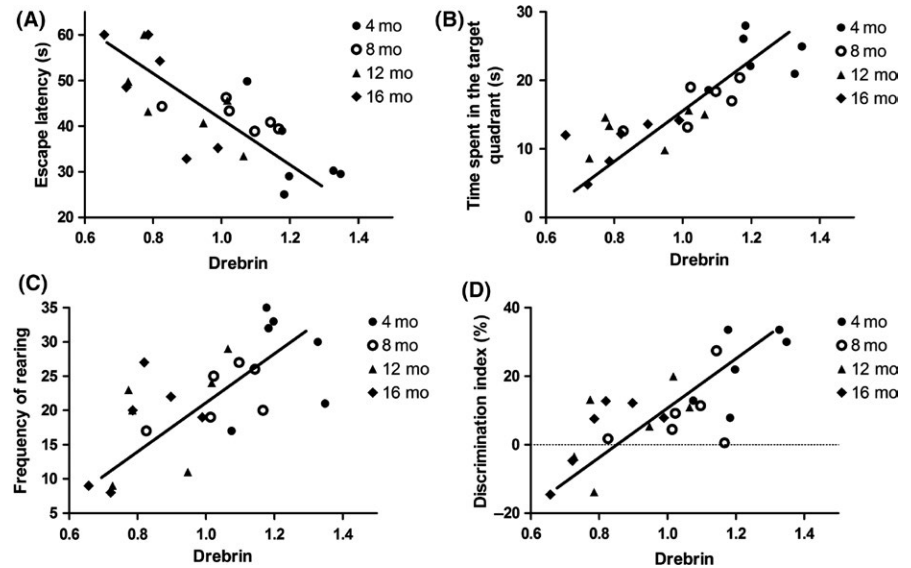 (A)
Escape latency (s)
60
50
40
30
20
0.6 0.8 1.0 1.2 1.4
Drebrin
4 mo
8 mo
12 mo
16 mo
(B)
Time spent in the target
quadrant (s)
30
20
10
0
0.6 0.8 1.0 1.2 1.4
Drebrin
4 mo
8 mo
12 mo
16 mo
(C)
Frequency of rearing
35
30
25
20
15
10
5
0.6 0.8 1.0 1.2 1.4
Drebrin
4 mo
8 mo
12 mo
16 mo
(D)
Discrimination index (%)
40
20
0
–20
0.6 0.8 1.0 1.2 1.4
Drebrin
4 mo
8 mo
12 mo
16 mo